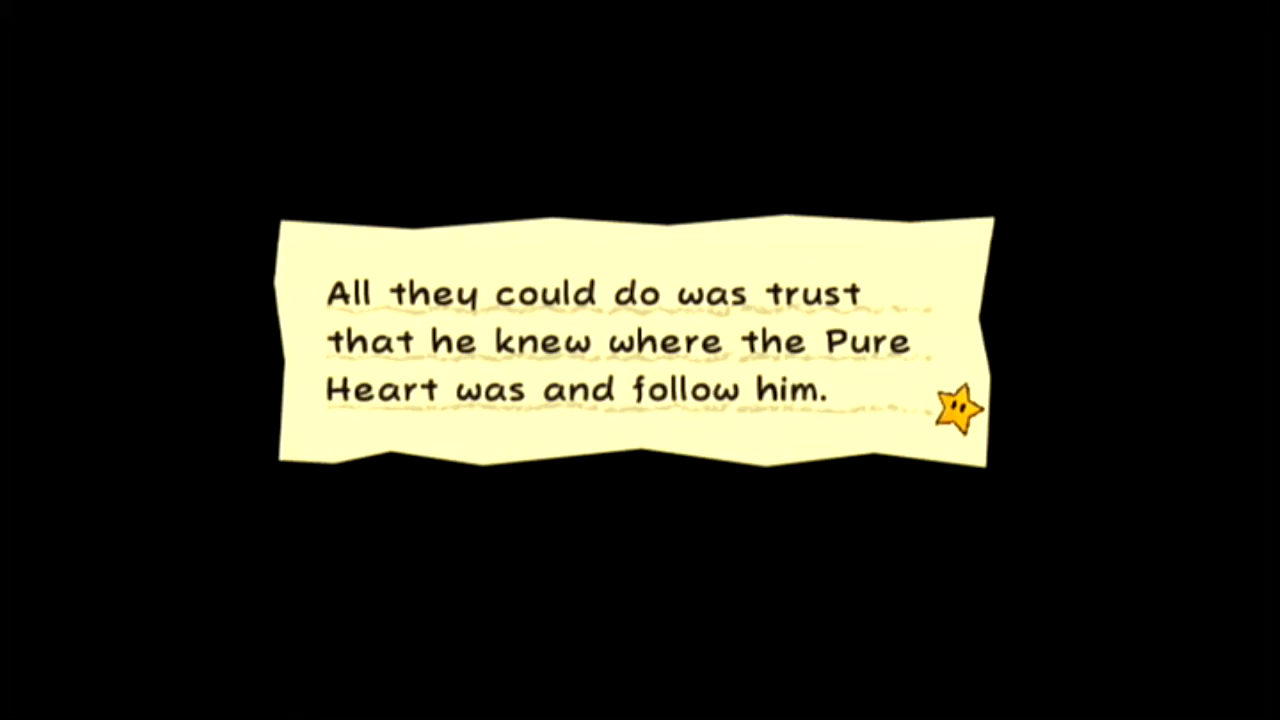 All they could do was trust
that he knew where the Pure
Heart was and follow him.